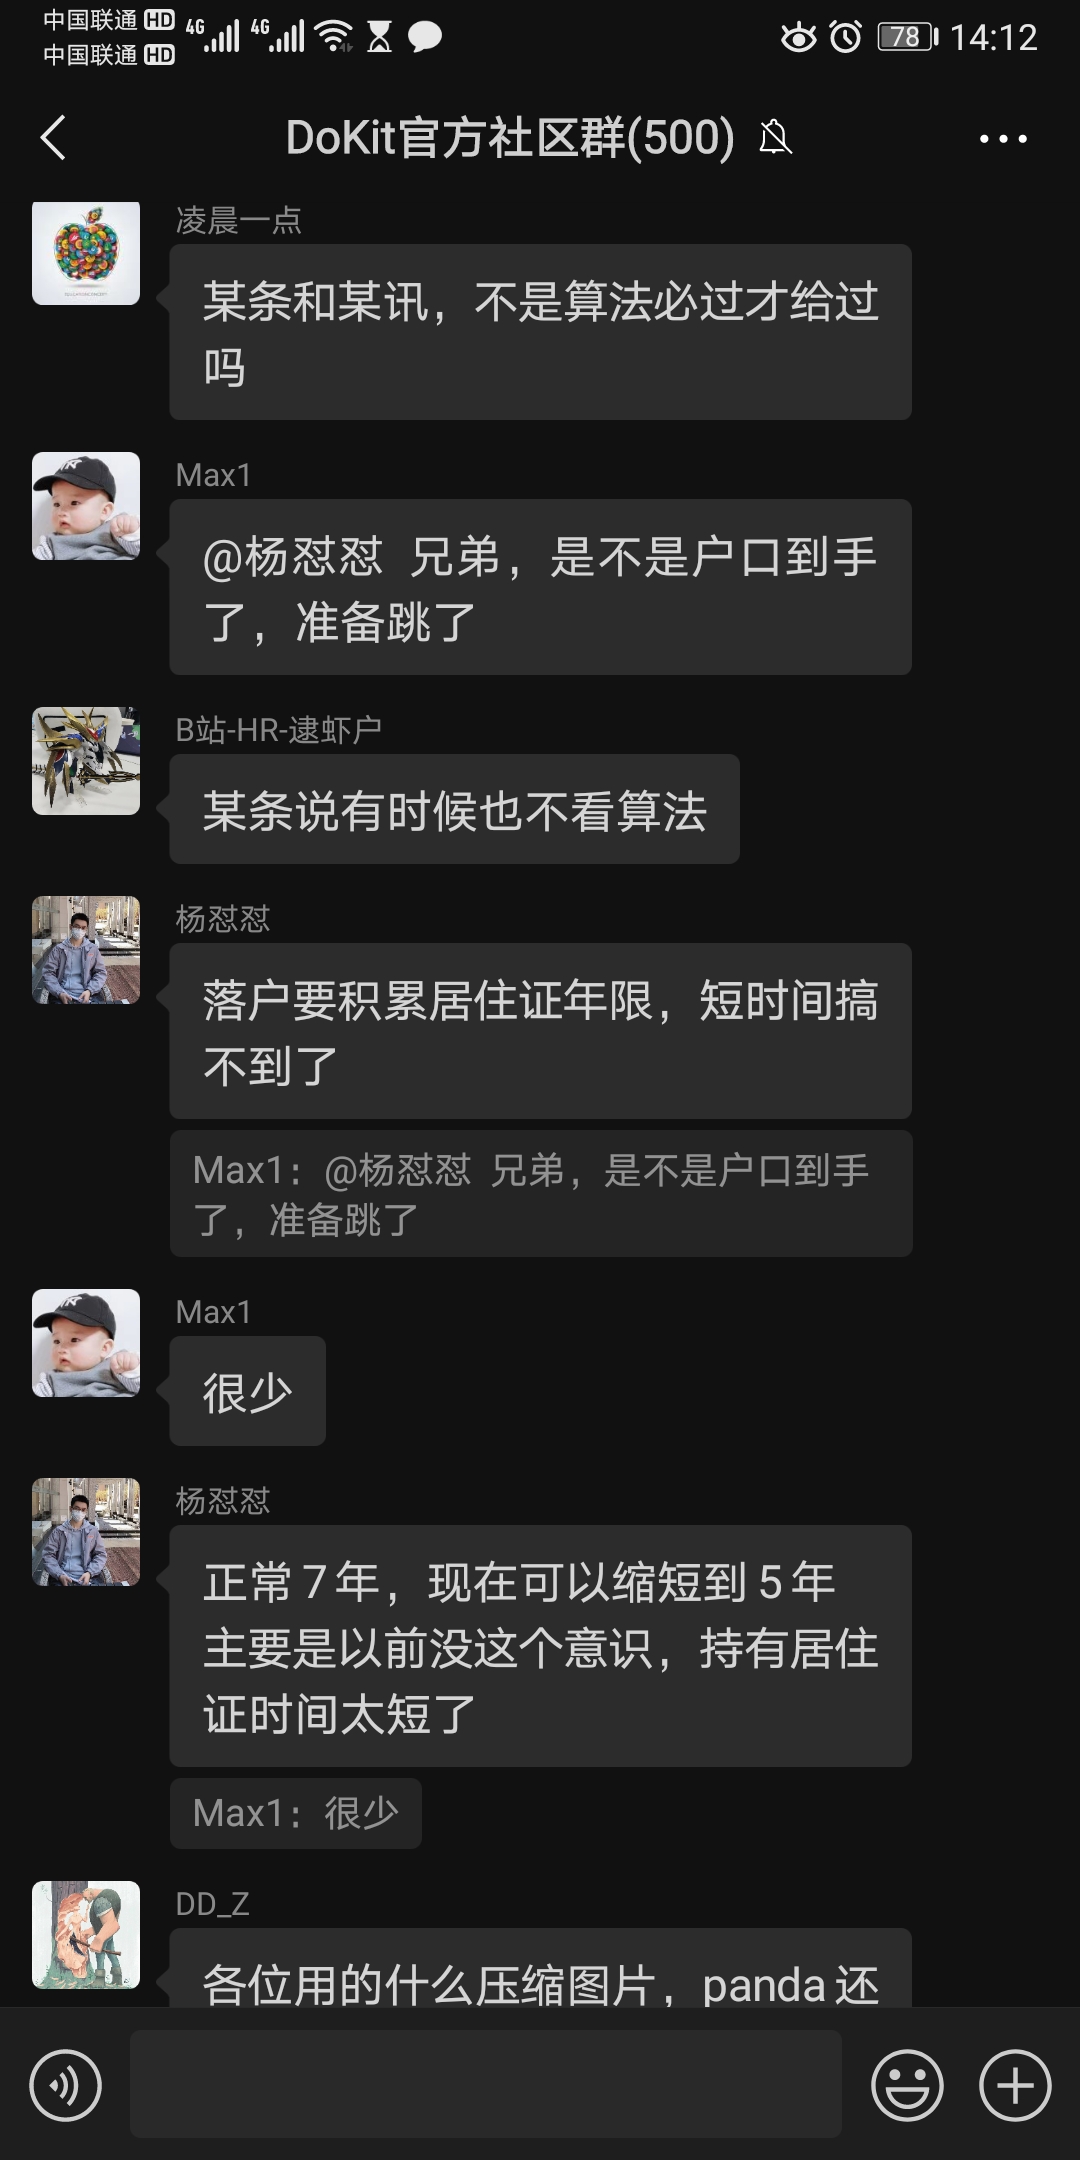 中国联通 HD 4G 4G 78 14:12
中国联通 HD
DoKit官方社区群(500)
凌晨一点
某条和某讯，不是算法必过才给过
吗
Max1
@杨怼怼 兄弟，是不是户口到手
了，准备跳了
B站-HR-逮虾户
某条说有时候也不看算法
杨怼怼
落户要积累居住证年限，短时间搞
不到了
Max1：@杨怼怼 兄弟，是不是户口到手
了，准备跳了
Max1
很少
杨怼怼
正常7年，现在可以缩短到5年
主要是以前没这个意识，持有居住
证时间太短了
Max1：很少
DD_Z
各位用的什么压缩图片，panda还